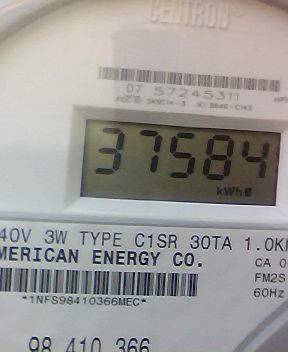 CENTRON®
07 57245311
37584
kWh
40V 3W TYPE C1SR 30TA 1.0K
MERICAN ENERGY CO.
CA 0
FM2S
60Hz
*1NFS98410366MEC*
98 410 366